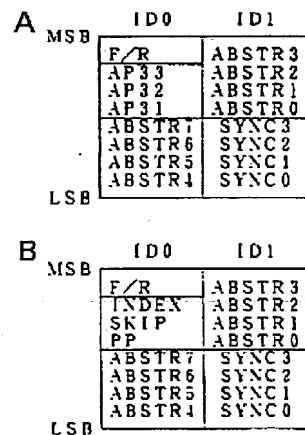 A
ID0 ID1
MSB
F/R ABSTR3
AP33 ABSTR2
AP32 ABSTR1
AP31 ABSTR0
ABSTR7 SYNC3
ABSTR6 SYNC2
ABSTR5 SYNC1
ABSTR4 SYNC0
LSB
B
ID0 ID1
MSB
F/R ABSTR3
INDEX ABSTR2
SKIP ABSTR1
PP ABSTR0
ABSTR7 SYNC3
ABSTR6 SYNC2
ABSTR5 SYNC1
ABSTR4 SYNC0
LSB